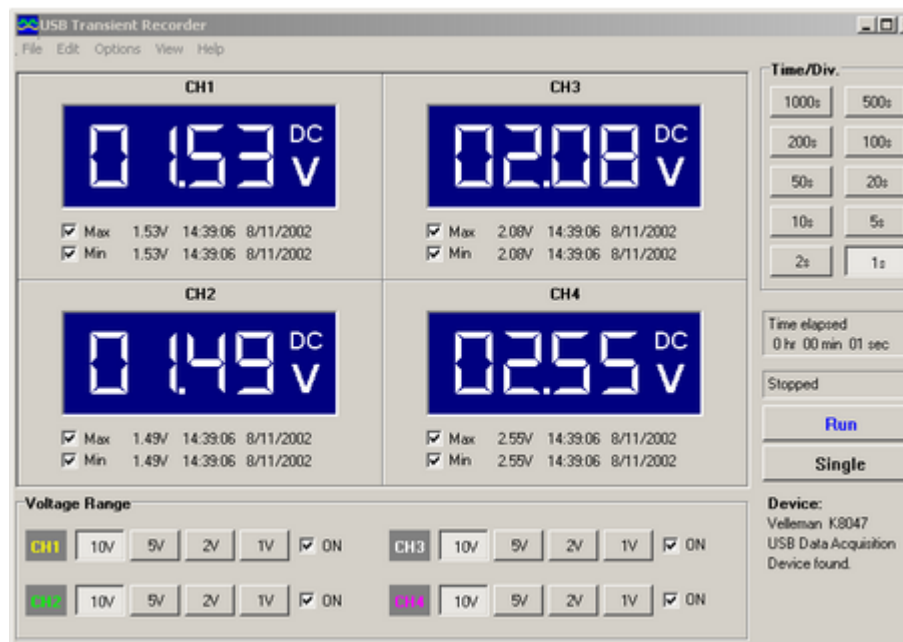 USB Transient Recorder
File Edit Options View Help
CH1
01.53 DC V
Max 1.53V 14:39:06 8/11/2002
Min 1.53V 14:39:06 8/11/2002
CH3
02.08 DC V
Max 2.08V 14:39:06 8/11/2002
Min 2.08V 14:39:06 8/11/2002
CH2
01.49 DC V
Max 1.49V 14:39:06 8/11/2002
Min 1.49V 14:39:06 8/11/2002
CH4
02.55 DC V
Max 2.55V 14:39:06 8/11/2002
Min 2.55V 14:39:06 8/11/2002
Time/Div.
1000s 500s
200s 100s
50s 20s
10s 5s
2s 1s
Time elapsed
0 hr 00 min 01 sec
Stopped
Run
Single
Device:
Velleman K8047
USB Data Acquisition
Device found.
Voltage Range
CH1 10V 5V 2V 1V ON
CH3 10V 5V 2V 1V ON
CH2 10V 5V 2V 1V ON
CH4 10V 5V 2V 1V ON